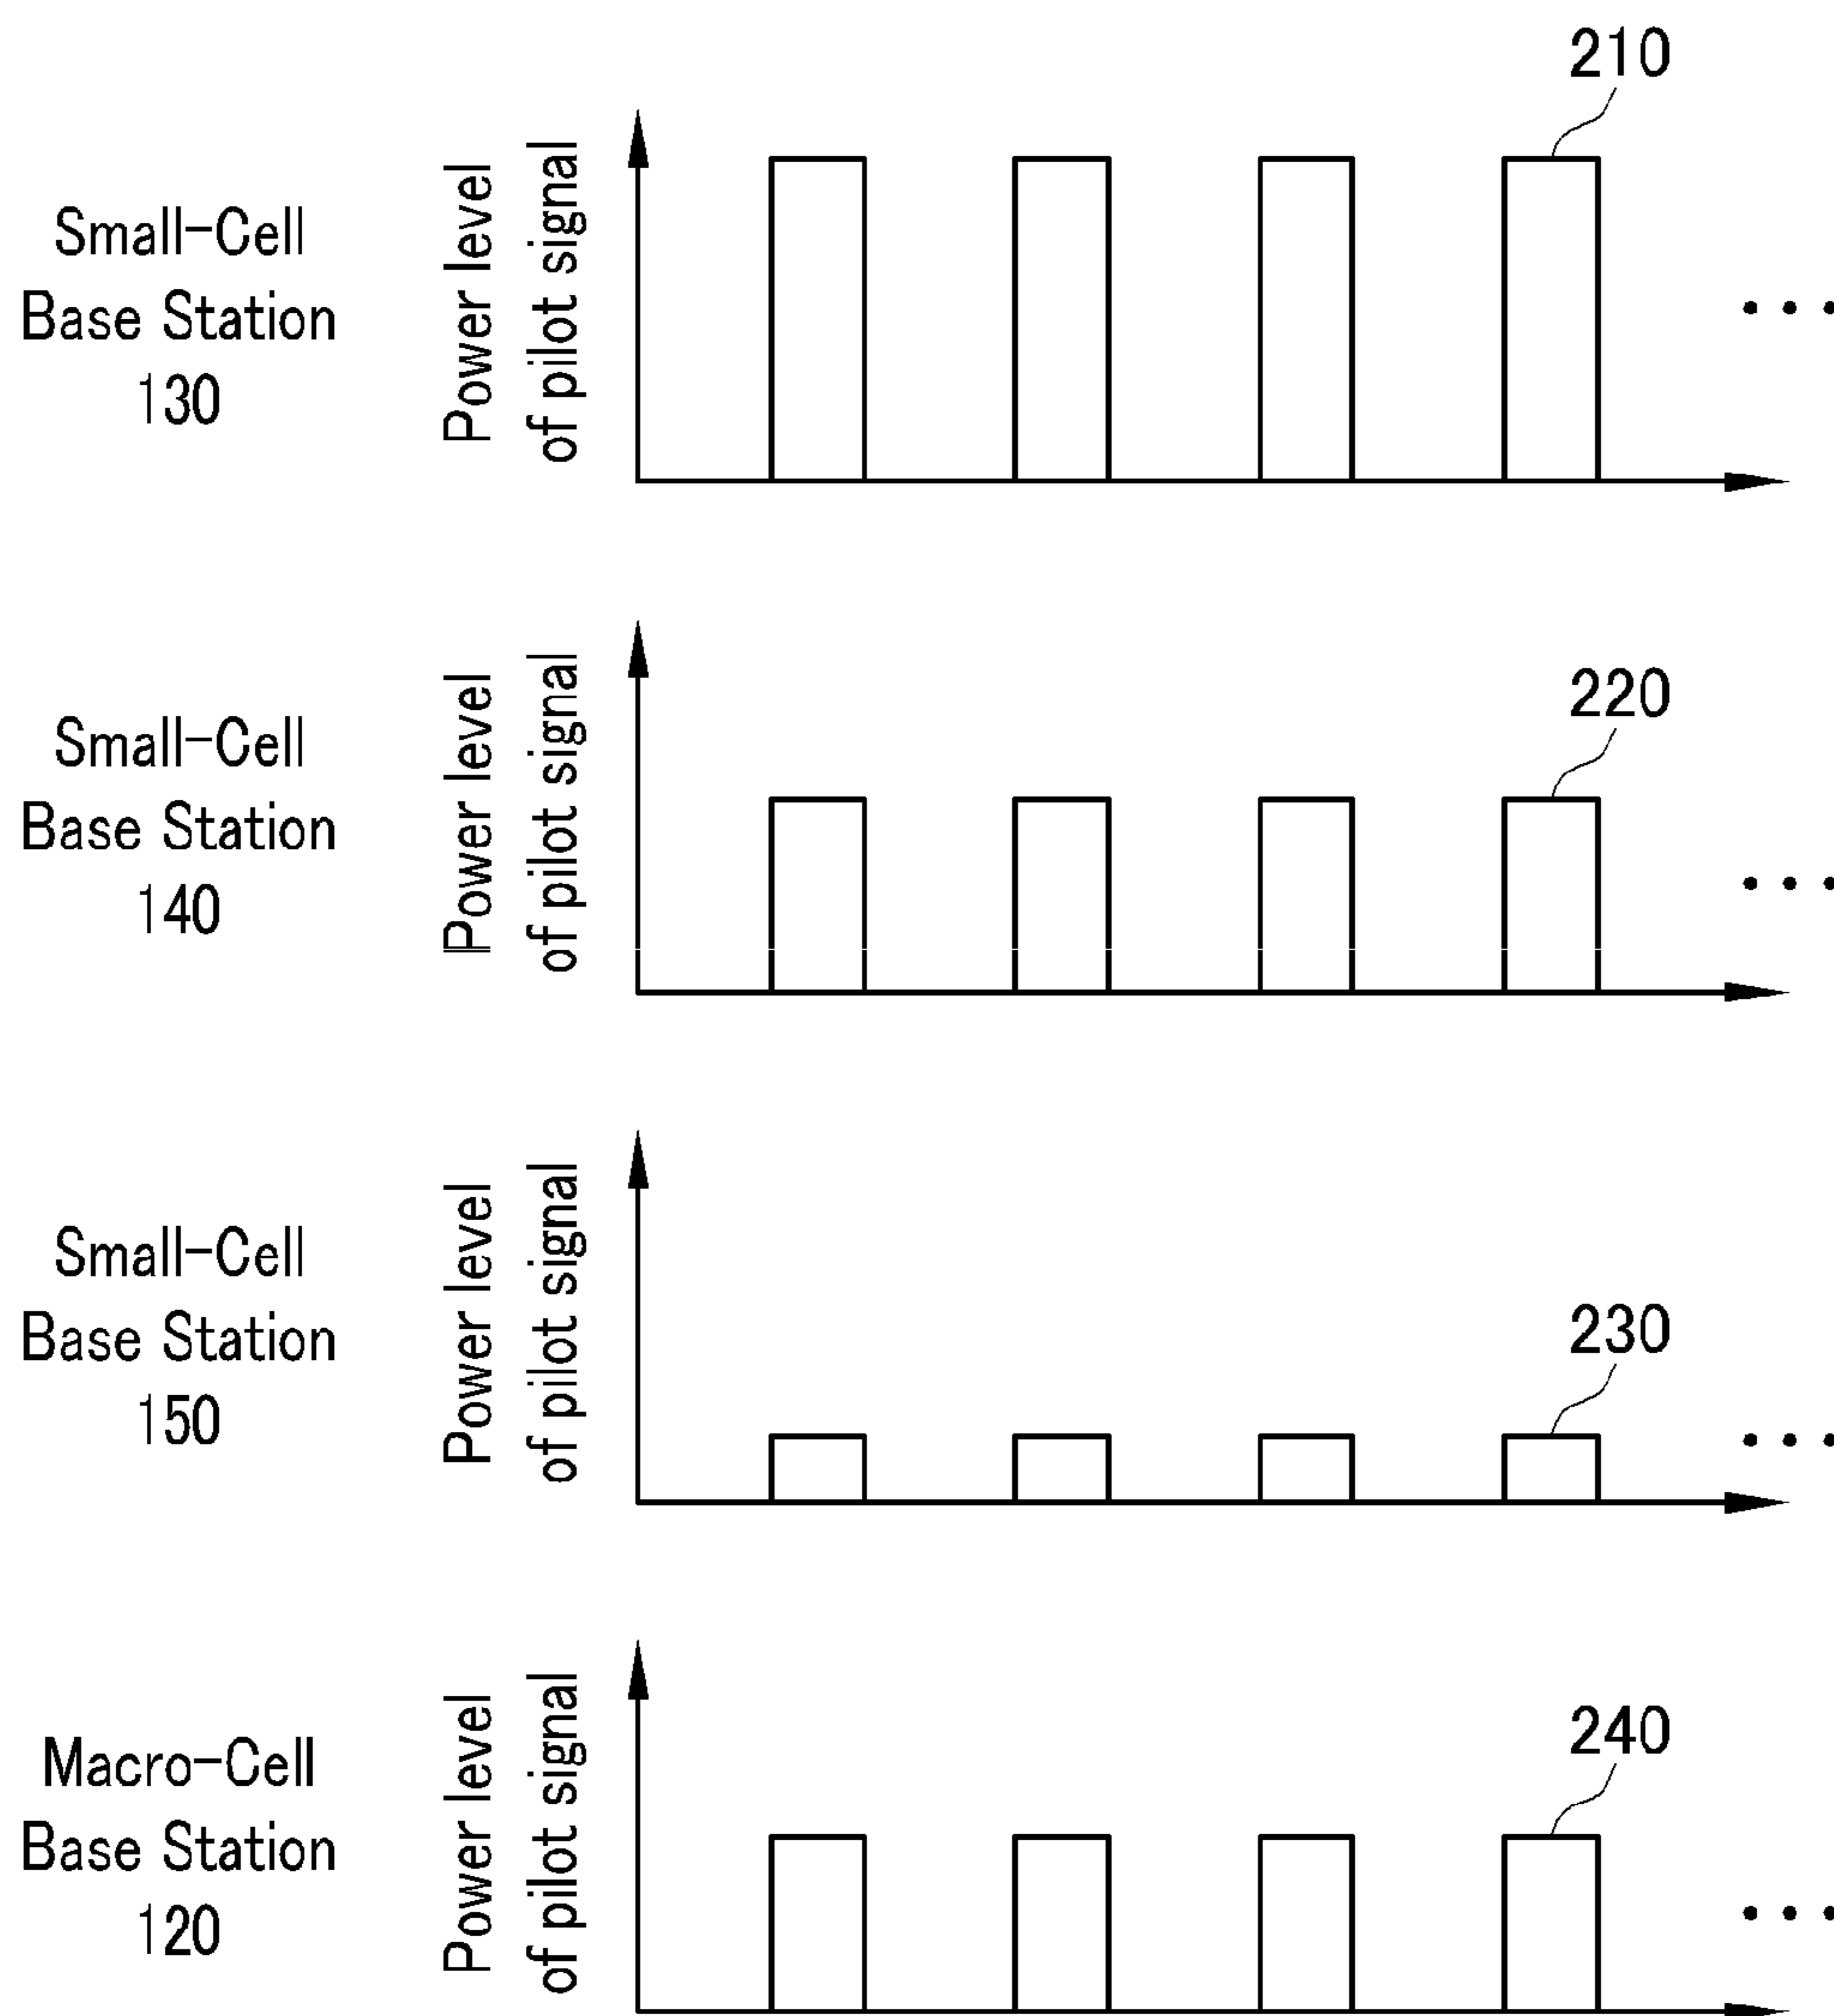 210
Small-Cell
Base Station
130
Power level
of pilot signal
220
Small-Cell
Base Station
140
Power level
of pilot signal
230
Small-Cell
Base Station
150
Power level
of pilot signal
240
Macro-Cell
Base Station
120
Power level
of pilot signal